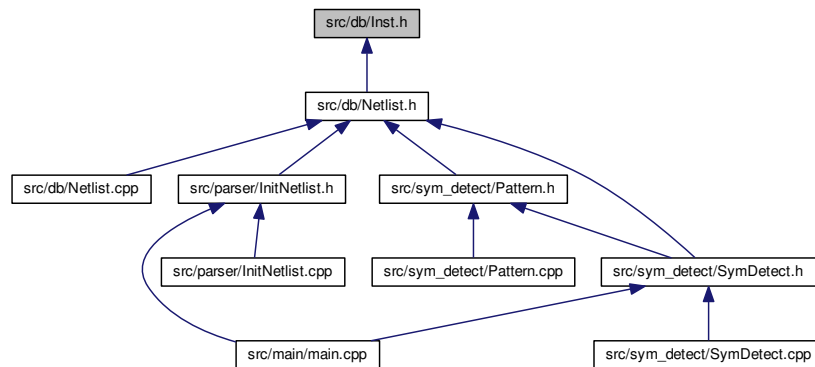 src/db/Inst.h
src/db/Netlist.h
src/db/Netlist.cpp
src/parser/InitNetlist.h
src/sym_detect/Pattern.h
src/parser/InitNetlist.cpp
src/sym_detect/Pattern.cpp
src/sym_detect/SymDetect.h
src/main/main.cpp
src/sym_detect/SymDetect.cpp